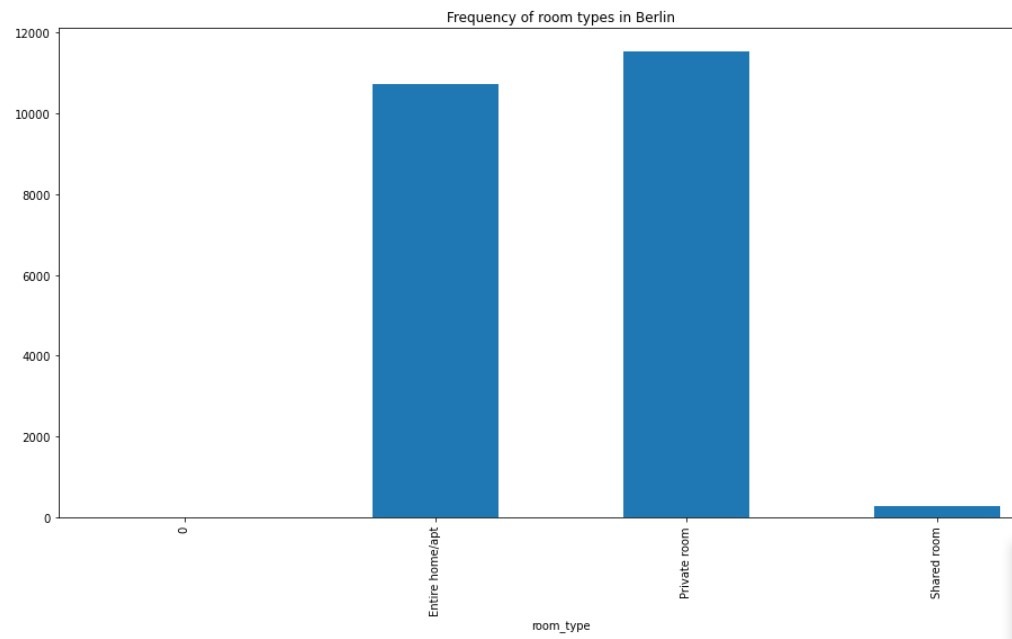 Frequency of room types in Berlin
12000
10000
8000
6000
4000
2000
0
0
Entire home/apt
Private room
Shared room
room_type